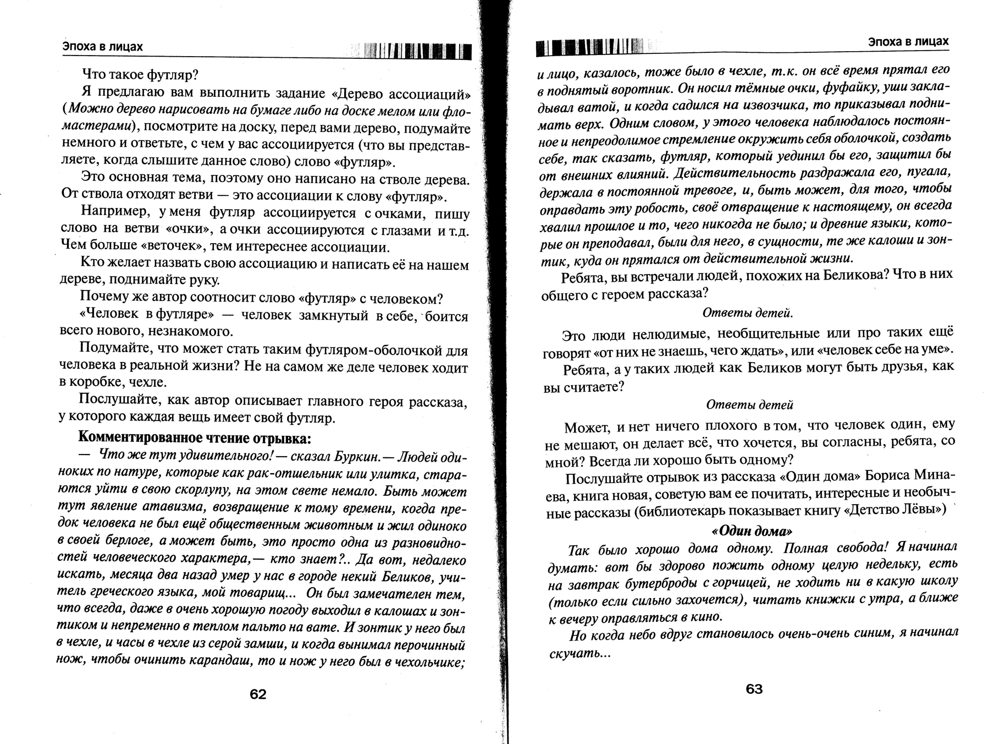 Эпоха в лицах
Что такое футляр?
Я предлагаю вам выполнить задание «Дерево ассоциаций»
(Можно дерево нарисовать на бумаге либо на доске мелом или фло-
мастерами), посмотрите на доску, перед вами дерево, подумайте
немного и ответьте, с чем у вас ассоциируется (что вы представ-
ляете, когда слышите данное слово) слово «футляр».
Это основная тема, поэтому оно написано на стволе дерева.
От ствола отходят ветви — это ассоциации к слову «футляр».
Например, у меня футляр ассоциируется с очками, пишу
слово на ветви «очки», а очки ассоциируются с глазами и т.д.
Чем больше «веточек», тем интереснее ассоциации.
Кто желает назвать свою ассоциацию и написать её на нашем
дереве, поднимайте руку.
Почему же автор соотносит слово «футляр» с человеком?
«Человек в футляре» — человек замкнутый в себе, боится
всего нового, незнакомого.
Подумайте, что может стать таким футляром-оболочкой для
человека в реальной жизни? Не на самом же деле человек ходит
в коробке, чехле.
Послушайте, как автор описывает главного героя рассказа,
у которого каждая вещь имеет свой футляр.
Комментированное чтение отрывка:
— Что же тут удивительного! — сказал Буркин.— Людей оди-
ноких по натуре, которые как рак-отшельник или улитка, стара-
ются уйти в свою скорлупу, на этом свете немало. Быть может
тут явление атавизма, возвращение к тому времени, когда пре-
док человека не был ещё общественным животным и жил одиноко
в своей берлоге, а может быть, это просто одна из разновидно-
стей человеческого характера,— кто знает?.. Да вот, недалеко
искать, месяца два назад умер у нас в городе некий Беликов, учи-
тель греческого языка, мой товарищ... Он был замечателен тем,
что всегда, даже в очень хорошую погоду выходил в калошах и зон-
тиком и непременно в теплом пальто на вате. И зонтик у него был
в чехле, и часы в чехле из серой замши, и когда вынимал перочинный
нож, чтобы очинить карандаш, то и нож у него был в чехольчике;
62
Эпоха в лицах
и лицо, казалось, тоже было в чехле, т.к. он всё время прятал его
в поднятый воротник. Он носил тёмные очки, фуфайку, уши закла-
дывал ватой, и когда садился на извозчика, то приказывал подни-
мать верх. Одним словом, у этого человека наблюдалось постоян-
ное и непреодолимое стремление окружить себя оболочкой, создать
себе, так сказать, футляр, который уединил бы его, защитил бы
от внешних влияний. Действительность раздражала его, пугала,
держала в постоянной тревоге, и, быть может, для того, чтобы
оправдать эту робость, своё отвращение к настоящему, он всегда
хвалил прошлое и то, чего никогда не было; и древние языки, кото-
рые он преподавал, были для него, в сущности, те же калоши и зон-
тик, куда он прятался от действительной жизни.
Ребята, вы встречали людей, похожих на Беликова? Что в них
общего с героем рассказа?
Ответы детей.
Это люди нелюдимые, необщительные или про таких ещё
говорят «от них не знаешь, чего ждать», или «человек себе на уме».
Ребята, а у таких людей как Беликов могут быть друзья, как
вы считаете?
Ответы детей
Может, и нет ничего плохого в том, что человек один, ему
не мешают, он делает всё, что хочется, вы согласны, ребята, со
мной? Всегда ли хорошо быть одному?
Послушайте отрывок из рассказа «Один дома» Бориса Мина-
ева, книга новая, советую вам ее почитать, интересные и необыч-
ные рассказы (библиотекарь показывает книгу «Детство Лёвы»)
«Один дома»
Так было хорошо дома одному. Полная свобода! Я начинал
думать: вот бы здорово пожить одному целую недельку, есть
на завтрак бутерброды с горчицей, не ходить ни в какую школу
(только если сильно захочется), читать книжки с утра, а ближе
к вечеру оправляться в кино.
Но когда небо вдруг становилось очень-очень синим, я начинал
скучать...
63